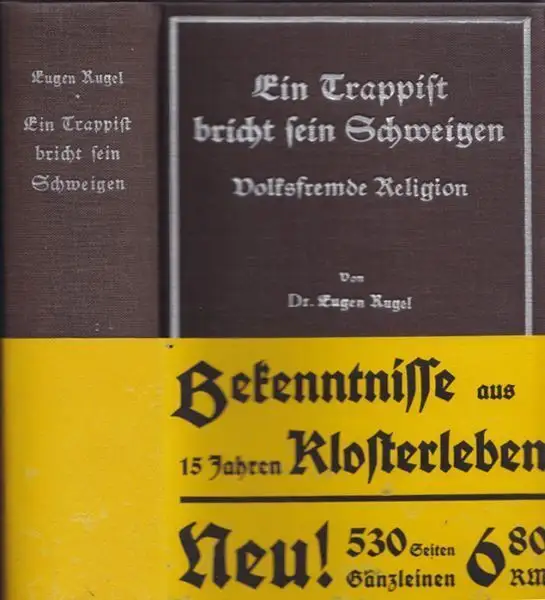 Eugen Rugel
Ein Trappist
bricht sein
Schweigen
Ein Trappist
bricht sein Schweigen
Volksfremde Religion
Von
Dr. Eugen Rugel
Bekenntnisse aus
15 Jahren Klosterleben
Neu! 530 Seiten 6 80
Ganzleinen RM